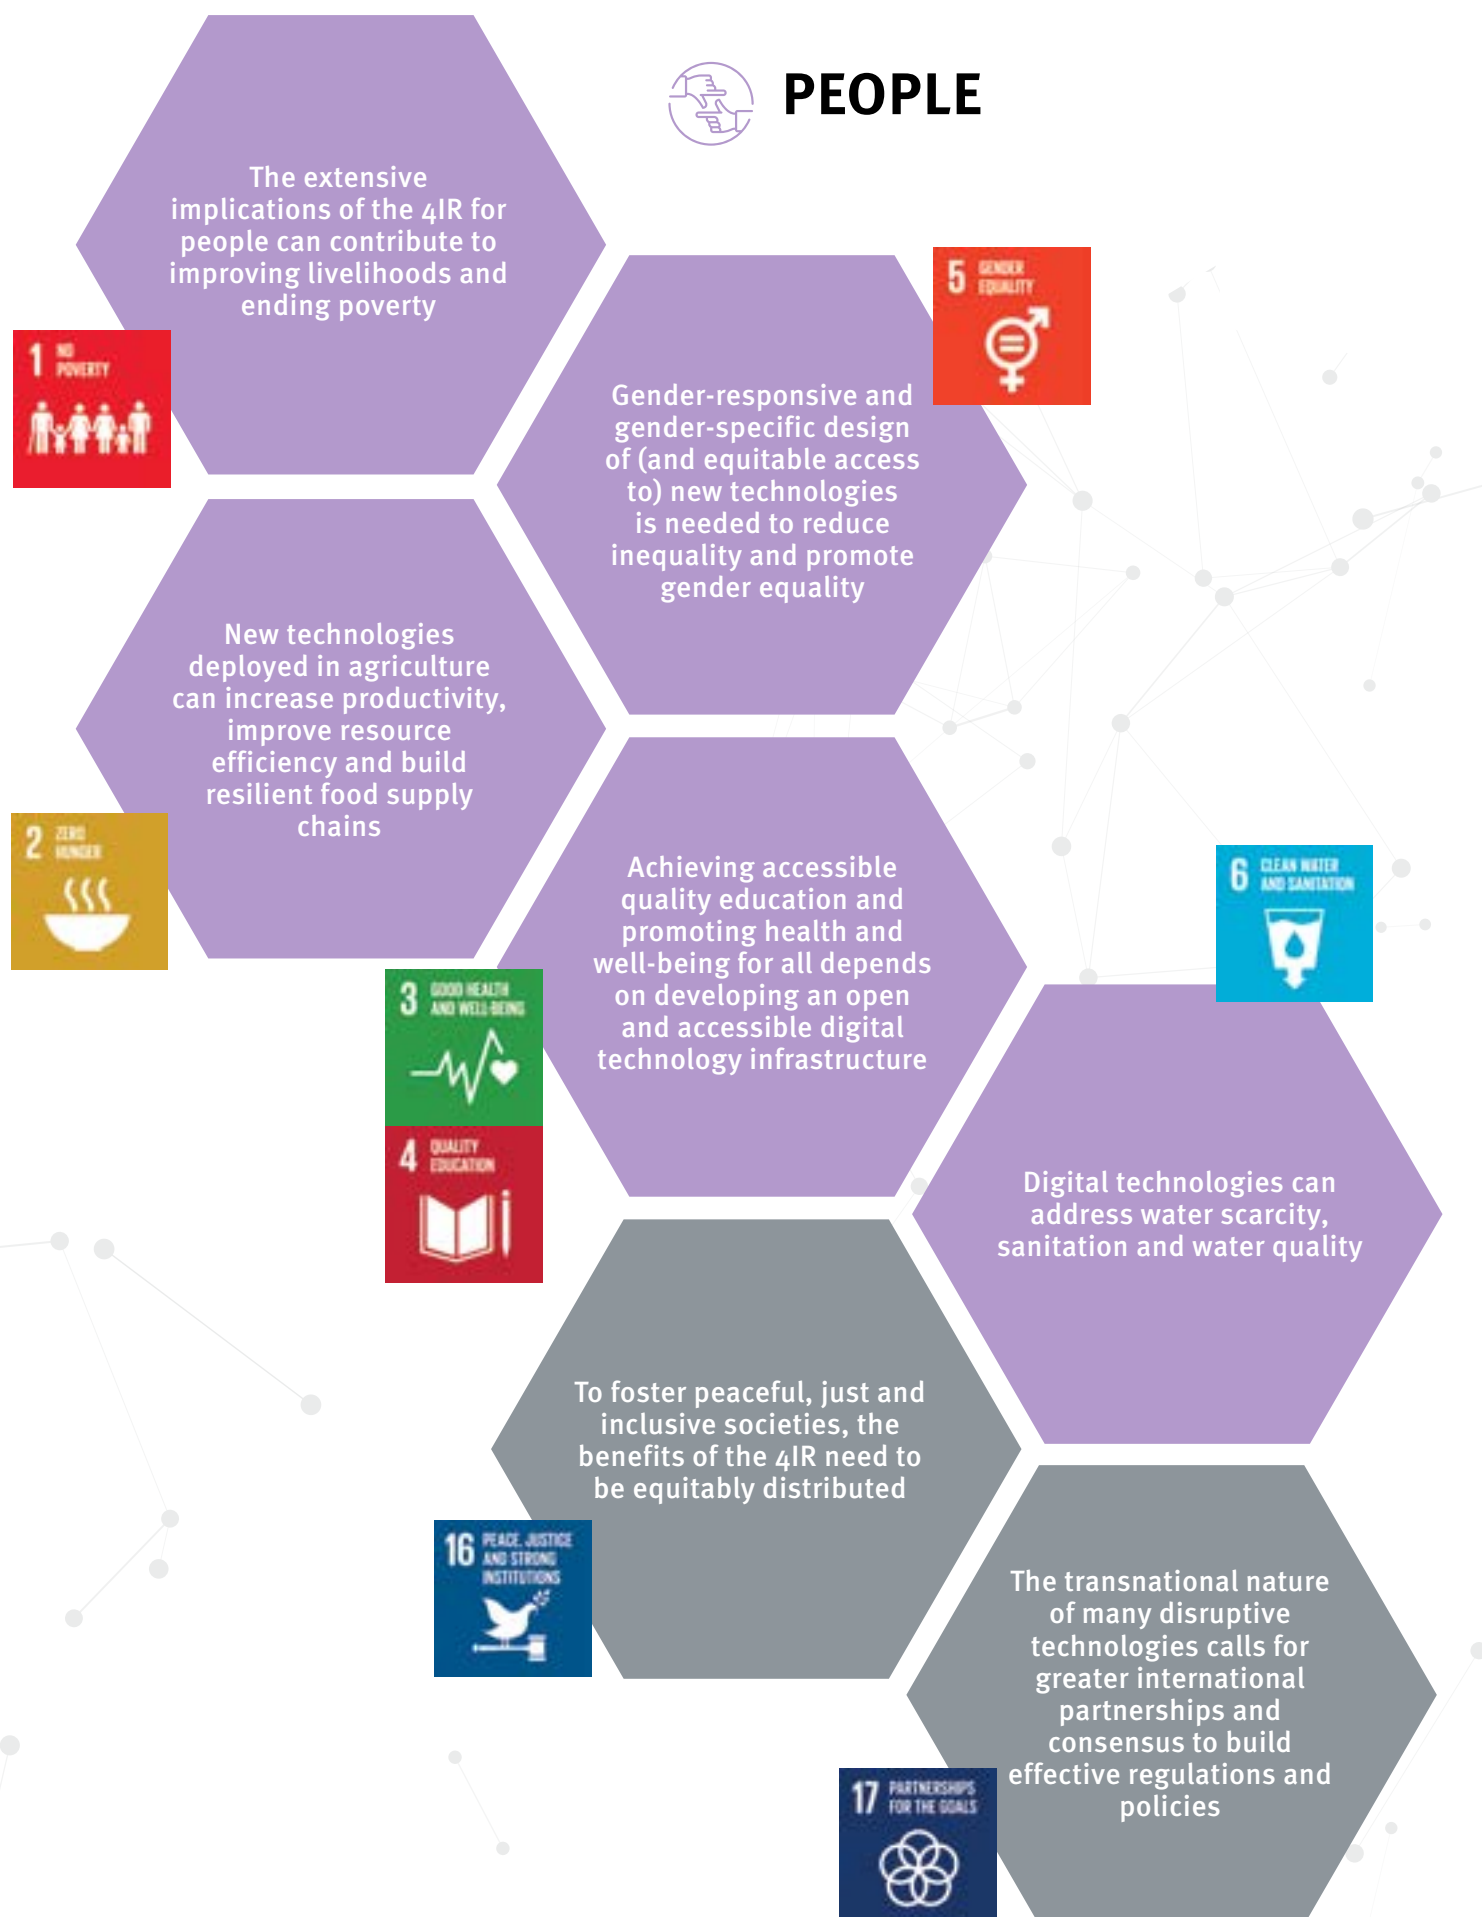 PEOPLE
The extensive
implications of the 4IR for
people can contribute to
improving livelihoods and
ending poverty
1 NO
POVERTY
5 GENDER
EQUALITY
Gender-responsive and
gender-specific design
of (and equitable access
to) new technologies
is needed to reduce
inequality and promote
gender equality
New technologies
deployed in agriculture
can increase productivity,
improve resource
efficiency and build
resilient food supply
chains
2 ZERO
HUNGER
Achieving accessible
quality education and
promoting health and
well-being for all depends
on developing an open
and accessible digital
technology infrastructure
3 GOOD HEALTH
AND WELL-BEING
4 QUALITY
EDUCATION
6 CLEAN WATER
AND SANITATION
Digital technologies can
address water scarcity,
sanitation and water quality
To foster peaceful, just and
inclusive societies, the
benefits of the 4IR need to
be equitably distributed
16 PEACE, JUSTICE
AND STRONG
INSTITUTIONS
The transnational nature
of many disruptive
technologies calls for
greater international
partnerships and
consensus to build
effective regulations and
policies
17 PARTNERSHIPS
FOR THE GOALS